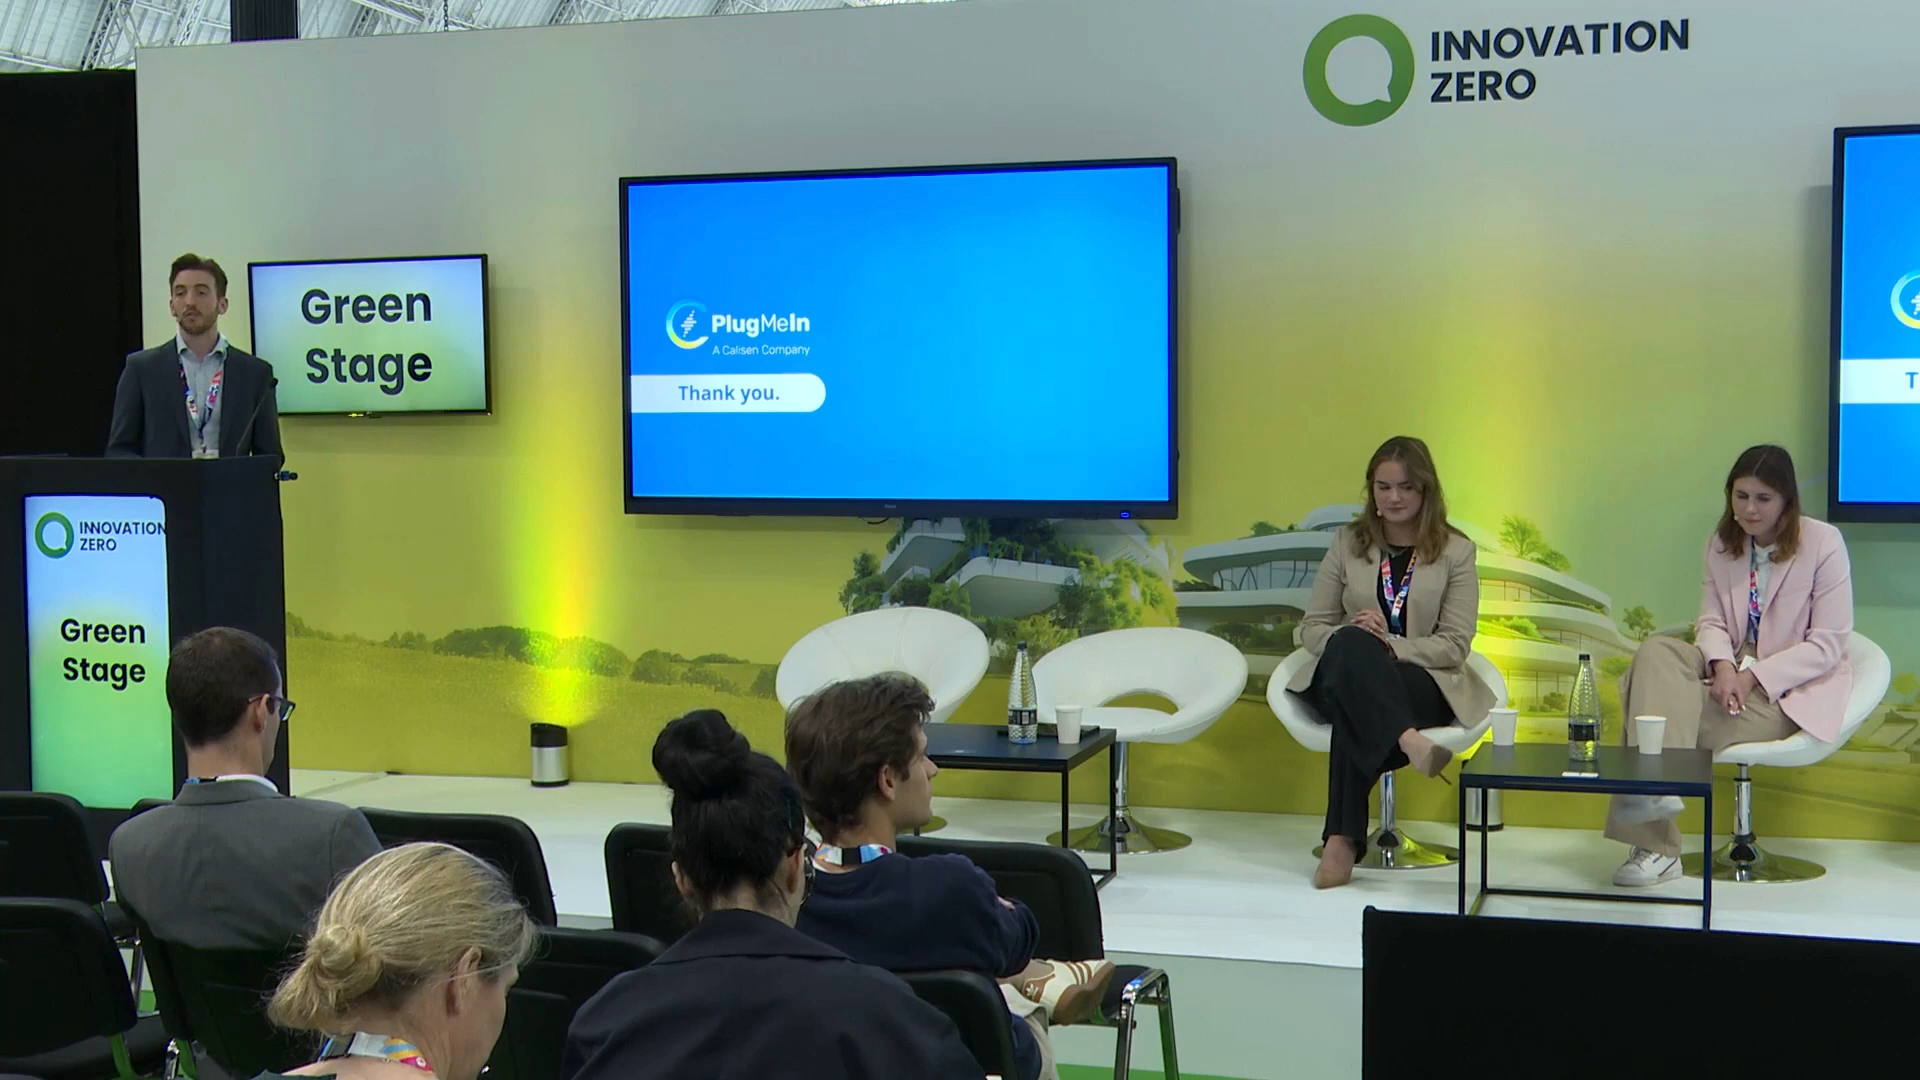 INNOVATION
ZERO
Green
Stage
PlugMeIn
A Calisen Company
Thank you.
T
INNOVATION
ZERO
Green
Stage